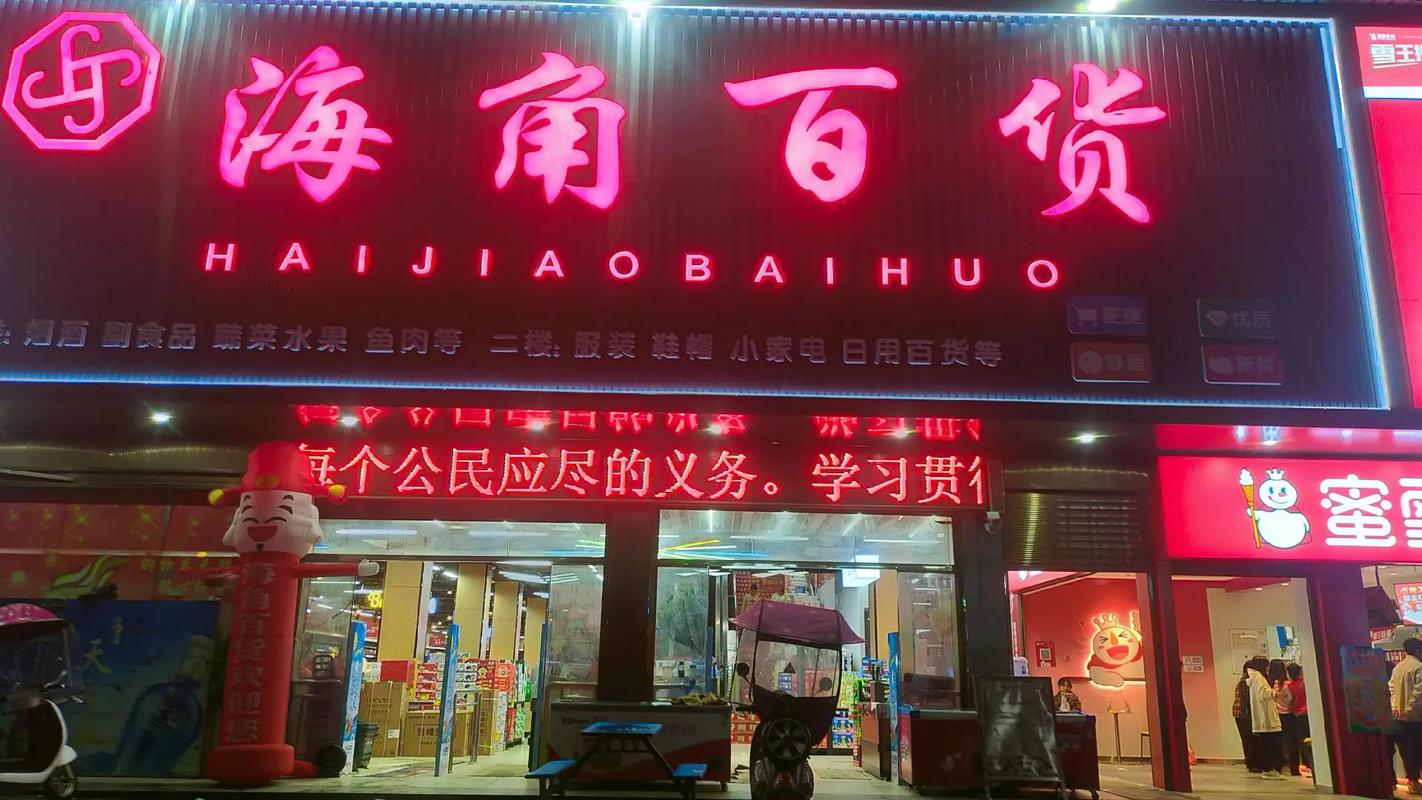 海角百货
HAIJIAOBAIHUO
烟酒 副食品 蔬菜水果 鱼肉等 二楼: 服装 鞋帽 小家电 日用百货等
便捷
优质
舒适
新鲜
雪王
每个公民应尽的义务。学习贯彻
蜜雪
海角百货欢迎您